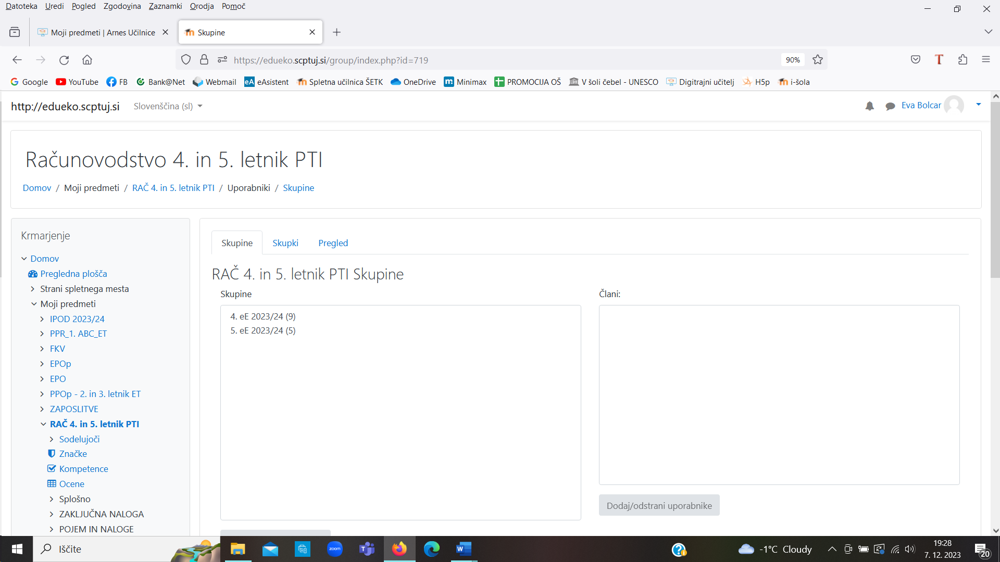 Datoteka Uredi Pogled Zgodovina Zaznamki Orodja Pomoč
Moji predmeti | Arnes Učilnice
Skupine
https://edueko.scptuj.si/group/index.php?id=719
90%
T
Google YouTube FB Bank@Net Webmail eA eAsistent Spletna učilnica ŠETK OneDrive m Minimax PROMOCIJA OŠ V šoli čebel - UNESCO Digitrajni učitelj H5p i-šola
http://edueko.scptuj.si Slovenščina (sl)
Eva Bolcar
Računovodstvo 4. in 5. letnik PTI
Domov / Moji predmeti / RAČ 4. in 5. letnik PTI / Uporabniki / Skupine
Krmarjenje
Domov
Pregledna plošča
Strani spletnega mesta
Moji predmeti
IPOD 2023/24
PPR_1. ABC_ET
FKV
EPOp
EPO
PPOp - 2. in 3. letnik ET
ZAPOSLITVE
RAČ 4. in 5. letnik PTI
Sodelujoči
Značke
Kompetence
Ocene
Splošno
ZAKLJUČNA NALOGA
POJEM IN NALOGE
Skupine Skupki Pregled
RAČ 4. in 5. letnik PTI Skupine
Skupine
4. eE 2023/24 (9)
5. eE 2023/24 (5)
Člani:
Dodaj/odstrani uporabnike
Iščite
zoom
T
W
-1°C Cloudy
19:28
7. 12. 2023
20